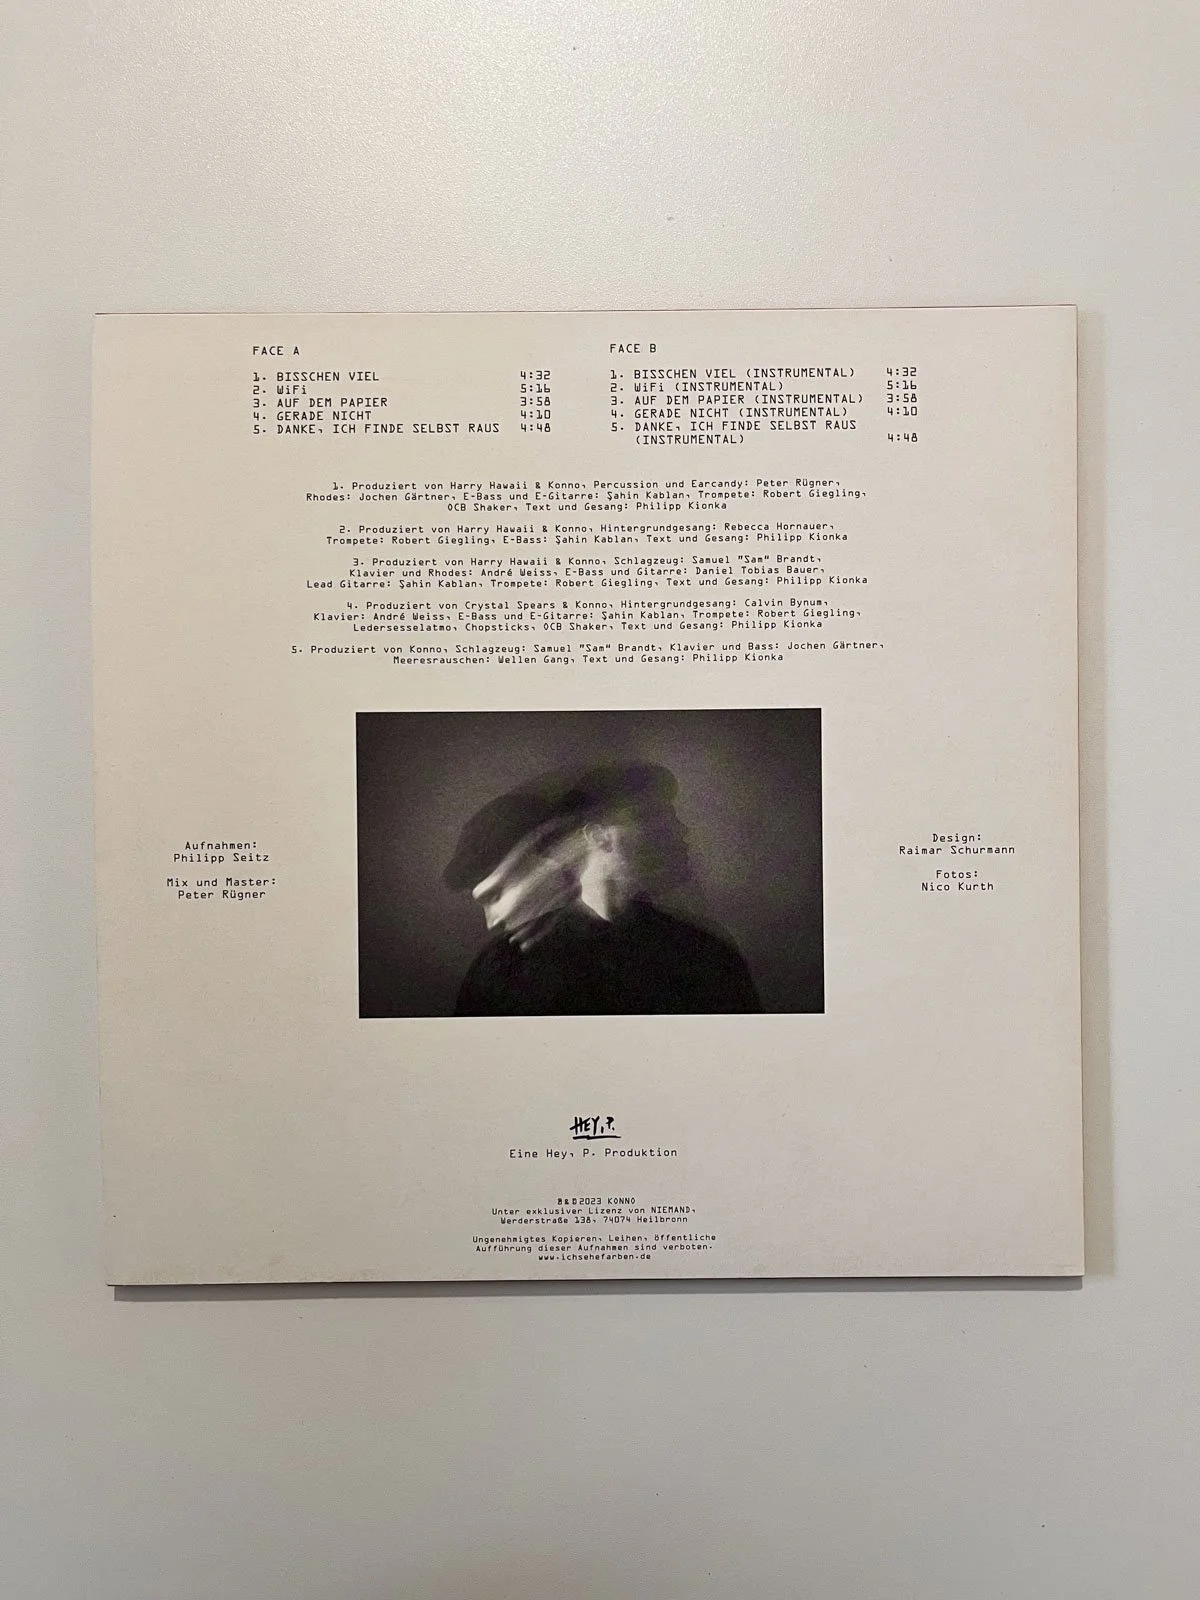 FACE A
1. BISSCHEN VIEL 4:32
2. WiFi 5:16
3. AUF DEM PAPIER 3:58
4. GERADE NICHT 4:10
5. DANKE, ICH FINDE SELBST RAUS 4:48
FACE B
1. BISSCHEN VIEL (INSTRUMENTAL) 4:32
2. WiFi (INSTRUMENTAL) 5:16
3. AUF DEM PAPIER (INSTRUMENTAL) 3:58
4. GERADE NICHT (INSTRUMENTAL) 4:10
5. DANKE, ICH FINDE SELBST RAUS
(INSTRUMENTAL) 4:48
1. Produziert von Harry Hawaii & Konno, Percussion und Earcandy: Peter Rügner,
Rhodes: Jochen Gärtner, E-Bass und E-Gitarre: Şahin Kablan, Trompete: Robert Giegling,
OCB Shaker, Text und Gesang: Philipp Kionka
2. Produziert von Harry Hawaii & Konno, Hintergrundgesang: Rebecca Hornauer,
Trompete: Robert Giegling, E-Bass: Şahin Kablan, Text und Gesang: Philipp Kionka
3. Produziert von Harry Hawaii & Konno, Schlagzeug: Samuel "Sam" Brandt,
Klavier und Rhodes: André Weiss, E-Bass und Gitarre: Daniel Tobias Bauer,
Lead Gitarre: Şahin Kablan, Trompete: Robert Giegling, Text und Gesang: Philipp Kionka
4. Produziert von Crystal Spears & Konno, Hintergrundgesang: Calvin Bynum,
Klavier: André Weiss, E-Bass und E-Gitarre: Şahin Kablan, Trompete: Robert Giegling,
Ledersesselatmo, Chopsticks, OCB Shaker, Text und Gesang: Philipp Kionka
5. Produziert von Konno, Schlagzeug: Samuel "Sam" Brandt, Klavier und Bass: Jochen Gärtner,
Meeresrauschen: Wellen Gang, Text und Gesang: Philipp Kionka
Aufnahmen:
Philipp Seitz
Mix und Master:
Peter Rügner
Design:
Raimar Schurmann
Fotos:
Nico Kurth
HEY, P.
Eine Hey, P. Produktion
℗&©2023 KONNO
Unter exklusiver Lizenz von NIEMAND,
Werderstraße 138, 74074 Heilbronn
Ungenehmigtes Kopieren, Leihen, öffentliche
Aufführung dieser Aufnahmen sind verboten.
www.ichsehefarben.de